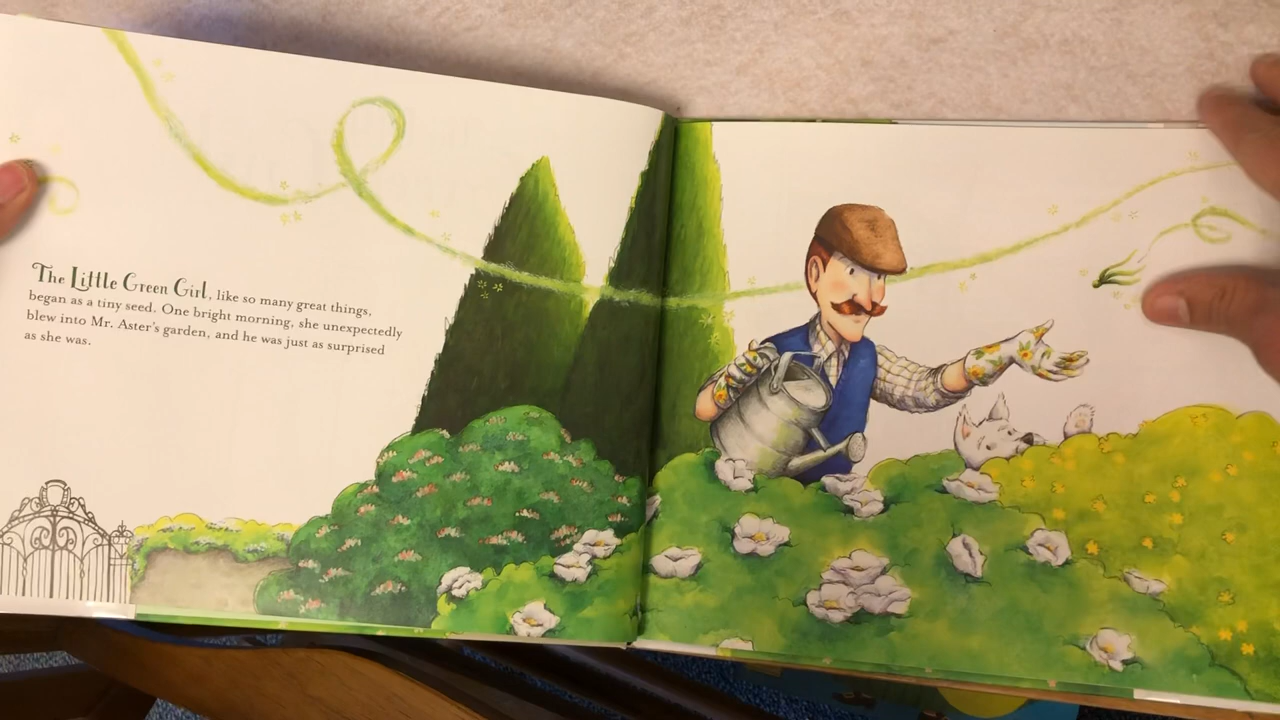 The Little Green Girl, like so many great things,
began as a tiny seed. One bright morning, she unexpectedly
blew into Mr. Aster's garden, and he was just as surprised
as she was.